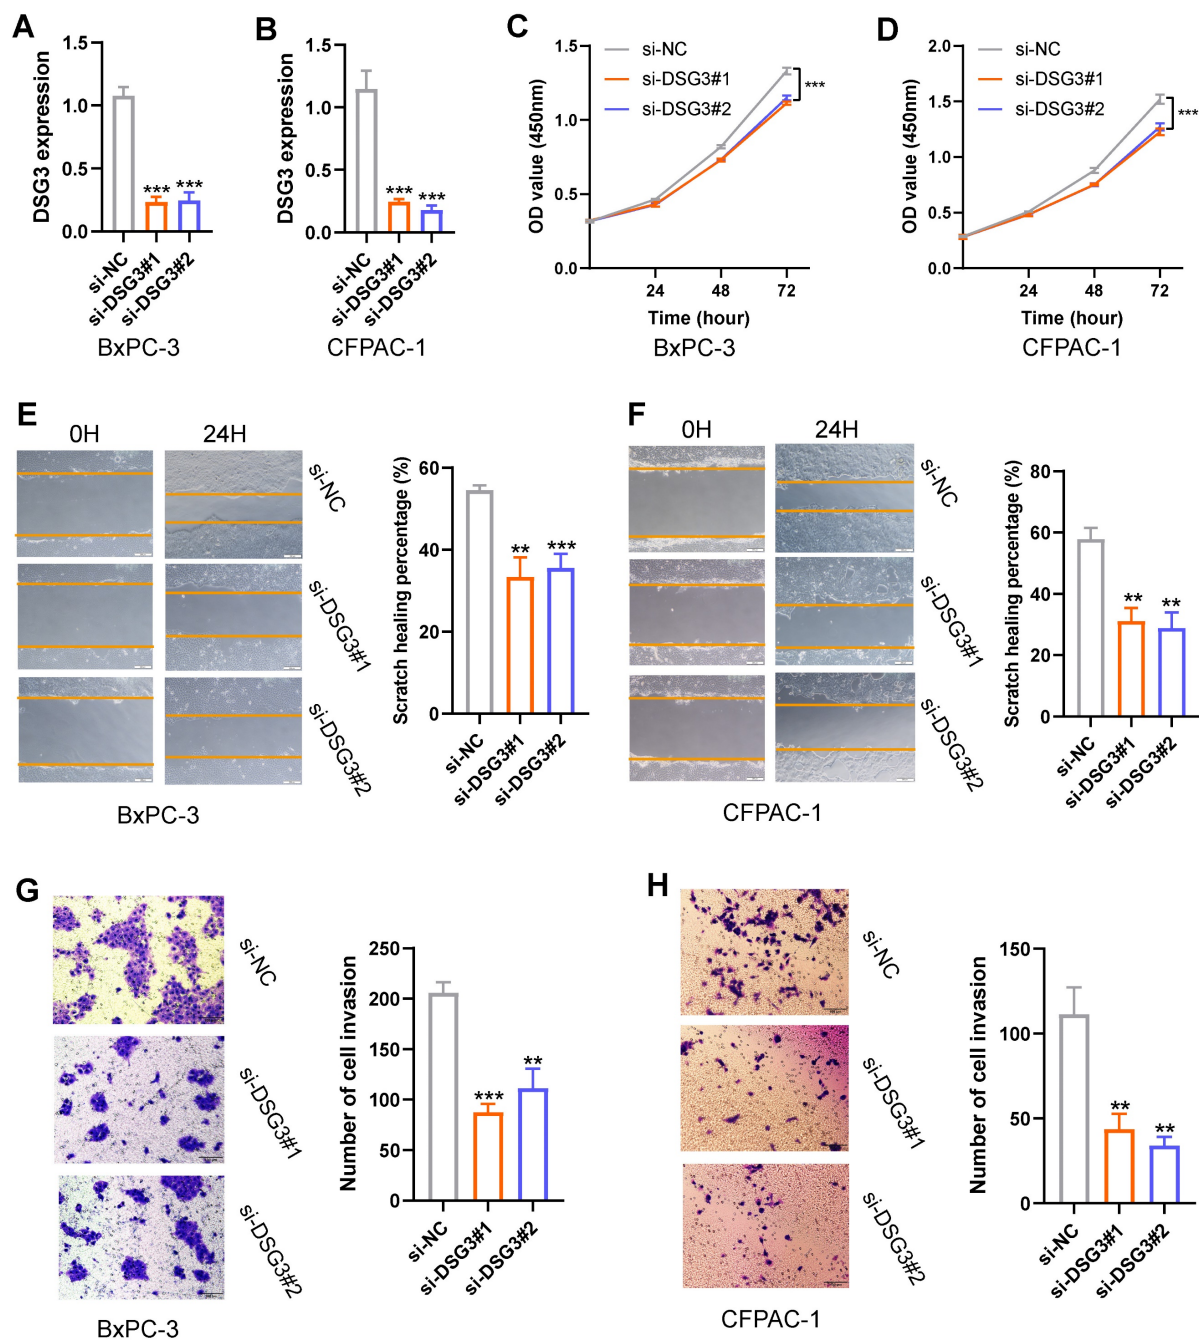 A
DSG3 expression
1.5
1.0
0.5
0.0
***
***
si-NC
si-DSG3#1
si-DSG3#2
BxPC-3
B
DSG3 expression
1.5
1.0
0.5
0.0
***
***
si-NC
si-DSG3#1
si-DSG3#2
CFPAC-1
C
OD value (450nm)
1.5
1.0
0.5
0.0
si-NC
si-DSG3#1
si-DSG3#2
***
24
48
72
Time (hour)
BxPC-3
D
OD value (450nm)
2.0
1.5
1.0
0.5
0.0
si-NC
si-DSG3#1
si-DSG3#2
***
24
48
72
Time (hour)
CFPAC-1
E
0H
24H
si-NC
si-DSG3#1
si-DSG3#2
BxPC-3
Scratch healing percentage (%)
60
40
20
0
**
***
si-NC
si-DSG3#1
si-DSG3#2
F
0H
24H
si-NC
si-DSG3#1
si-DSG3#2
CFPAC-1
Scratch healing percentage (%)
80
60
40
20
0
**
**
si-NC
si-DSG3#1
si-DSG3#2
G
si-NC
si-DSG3#1
si-DSG3#2
BxPC-3
Number of cell invasion
250
200
150
100
50
0
***
**
si-NC
si-DSG3#1
si-DSG3#2
H
si-NC
si-DSG3#1
si-DSG3#2
CFPAC-1
Number of cell invasion
150
100
50
0
**
**
si-NC
si-DSG3#1
si-DSG3#2